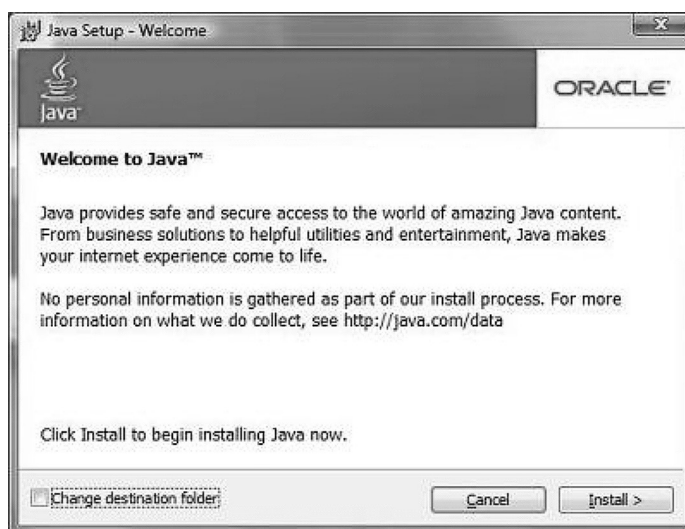 Java Setup - Welcome
Java™
ORACLE®
Welcome to Java™
Java provides safe and secure access to the world of amazing Java content.
From business solutions to helpful utilities and entertainment, Java makes
your internet experience come to life.
No personal information is gathered as part of our install process. For more
information on what we do collect, see http://java.com/data
Click Install to begin installing Java now.
Change destination folder
Cancel
Install >